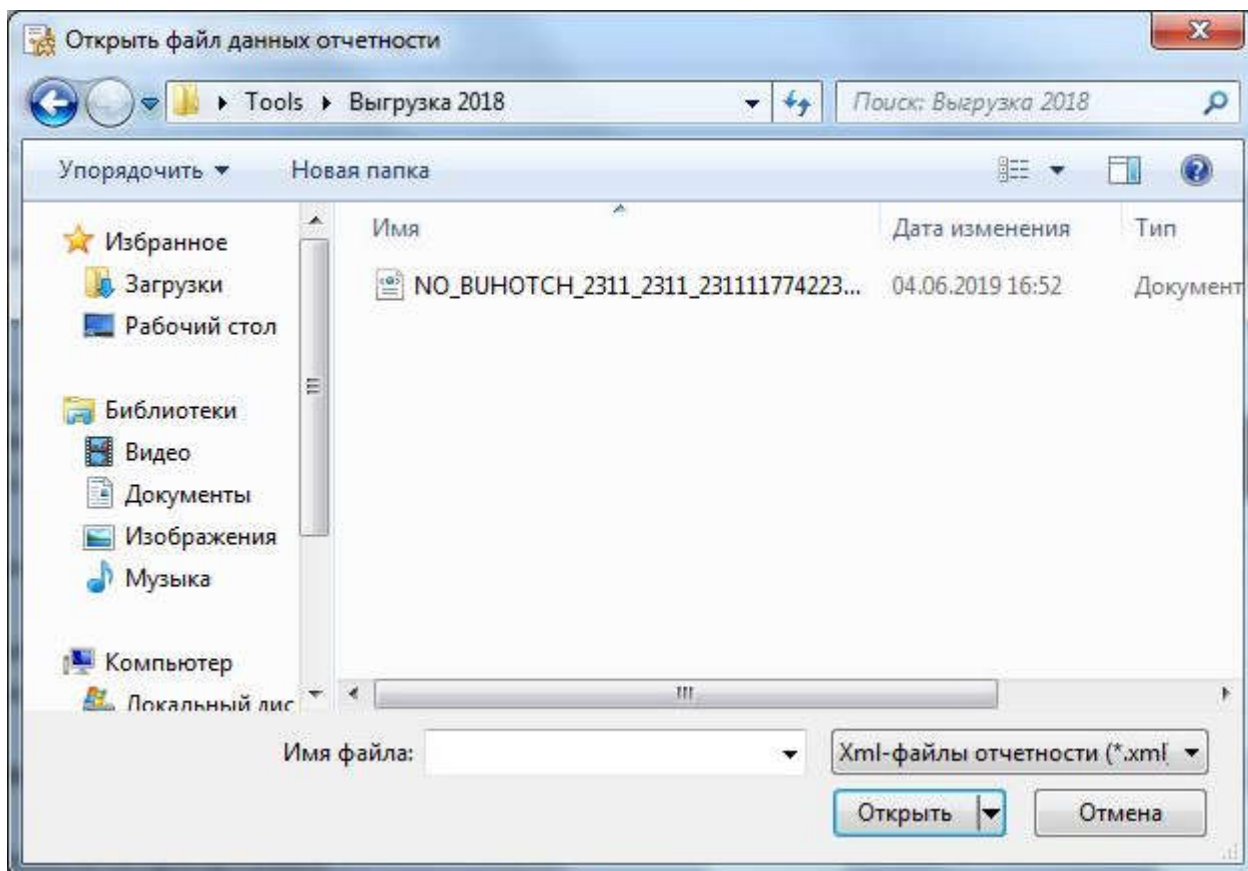 Открыть файл данных отчетности
Tools Выгрузка 2018 Поиск: Выгрузка 2018
Упорядочить Новая папка
Имя Дата изменения Тип
NO_BUHOTCH_2311_2311_231111774223... 04.06.2019 16:52 Документ
Избранное
Загрузки
Рабочий стол
Библиотеки
Видео
Документы
Изображения
Музыка
Компьютер
Локальный дис
Имя файла: Xml-файлы отчетности (*.xml
Открыть Отмена